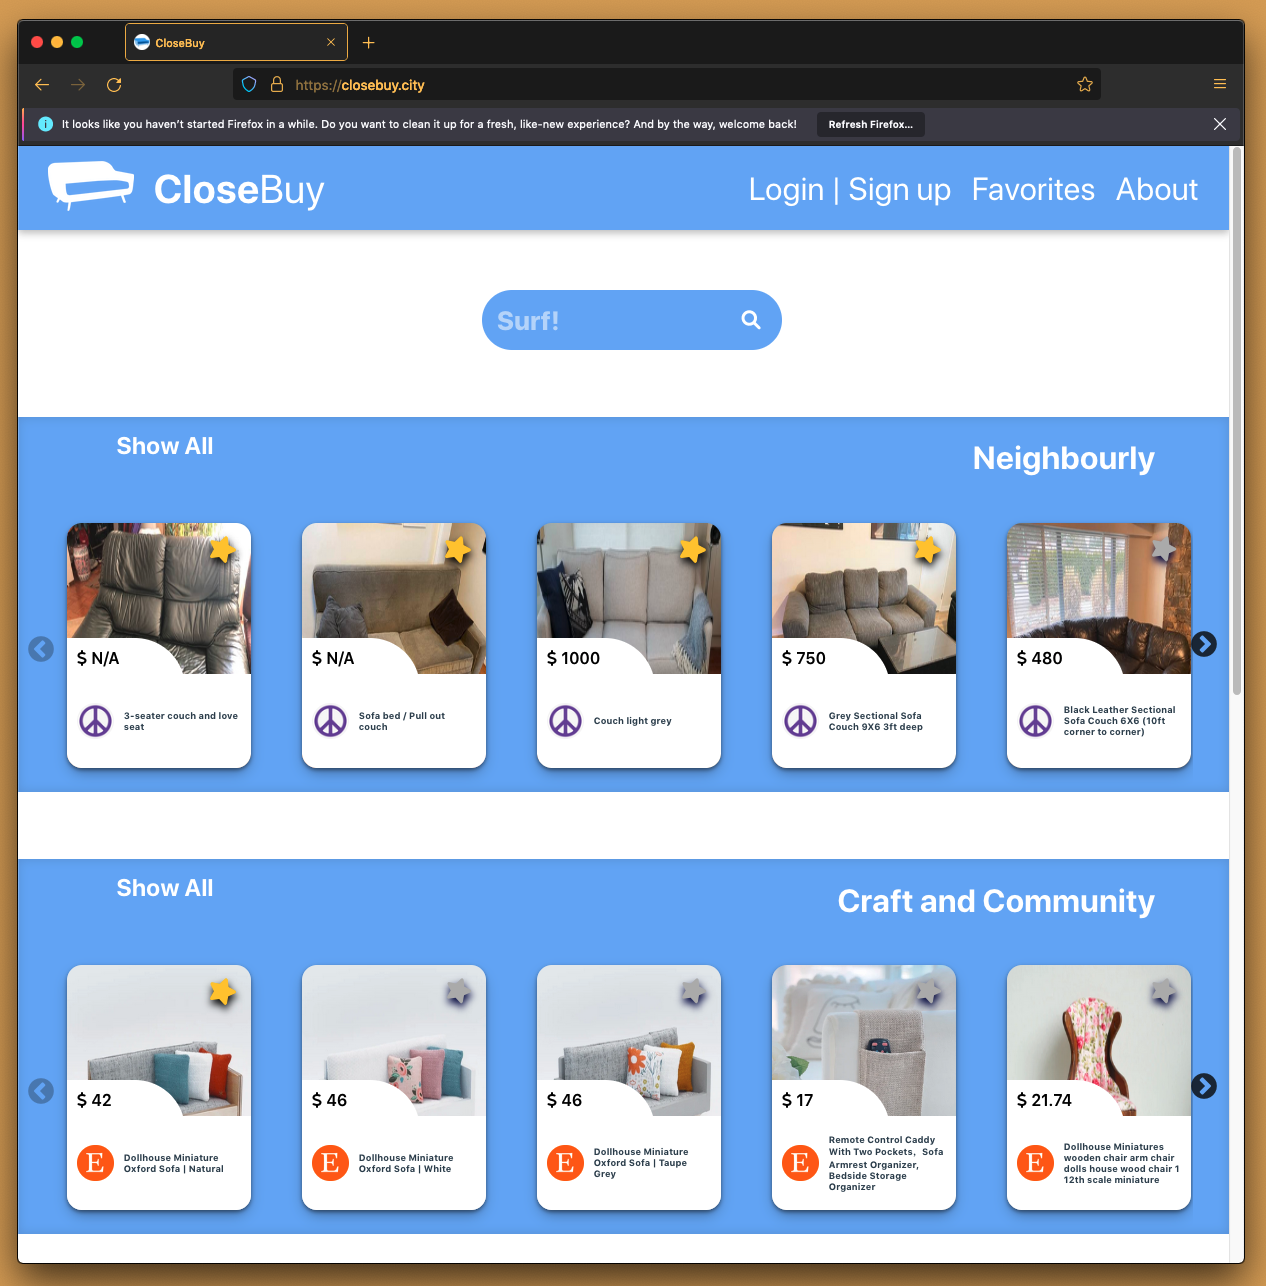 CloseBuy
https://closebuy.city
It looks like you haven't started Firefox in a while. Do you want to clean it up for a fresh, like-new experience? And by the way, welcome back! Refresh Firefox...
CloseBuy
Login | Sign up Favorites About
Surf!
Show All
Neighbourly
$ N/A
3-seater couch and love
seat
$ N/A
Sofa bed / Pull out
couch
$ 1000
Couch light grey
$ 750
Grey Sectional Sofa
Couch 9X6 3ft deep
$ 480
Black Leather Sectional
Sofa Couch 6X6 (10ft
corner to corner)
Show All
Craft and Community
$ 42
E
Dollhouse Miniature
Oxford Sofa | Natural
$ 46
E
Dollhouse Miniature
Oxford Sofa | White
$ 46
E
Dollhouse Miniature
Oxford Sofa | Taupe
Grey
$ 17
E
Remote Control Caddy
With Two Pockets，Sofa
Armrest Organizer,
Bedside Storage
Organizer
$ 21.74
E
Dollhouse Miniatures
wooden chair arm chair
dolls house wood chair 1
12th scale miniature